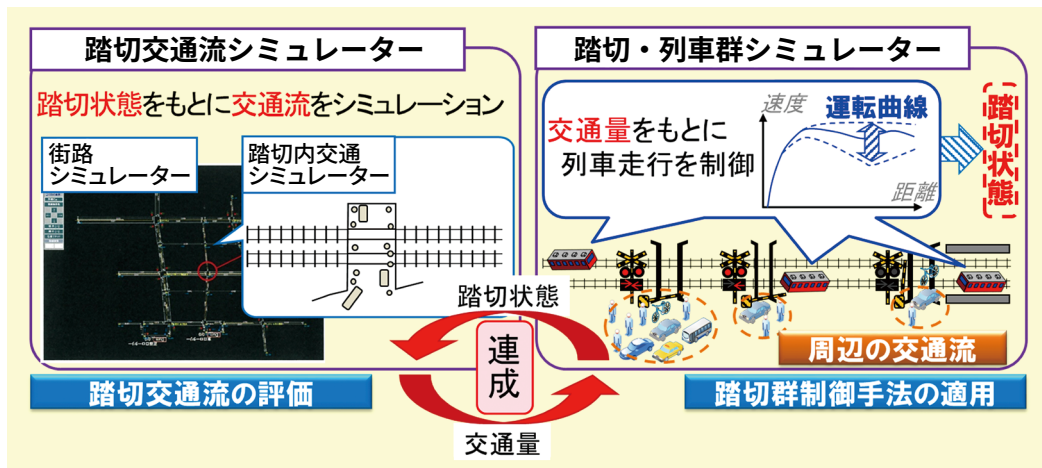 踏切交通流シミュレーター
踏切状態をもとに交通流をシミュレーション
街路
シミュレーター
踏切内交通
シミュレーター
踏切交通流の評価
踏切・列車群シミュレーター
交通量をもとに
列車走行を制御
速度
運転曲線
距離
踏切状態
周辺の交通流
踏切群制御手法の適用
踏切状態
連成
交通量